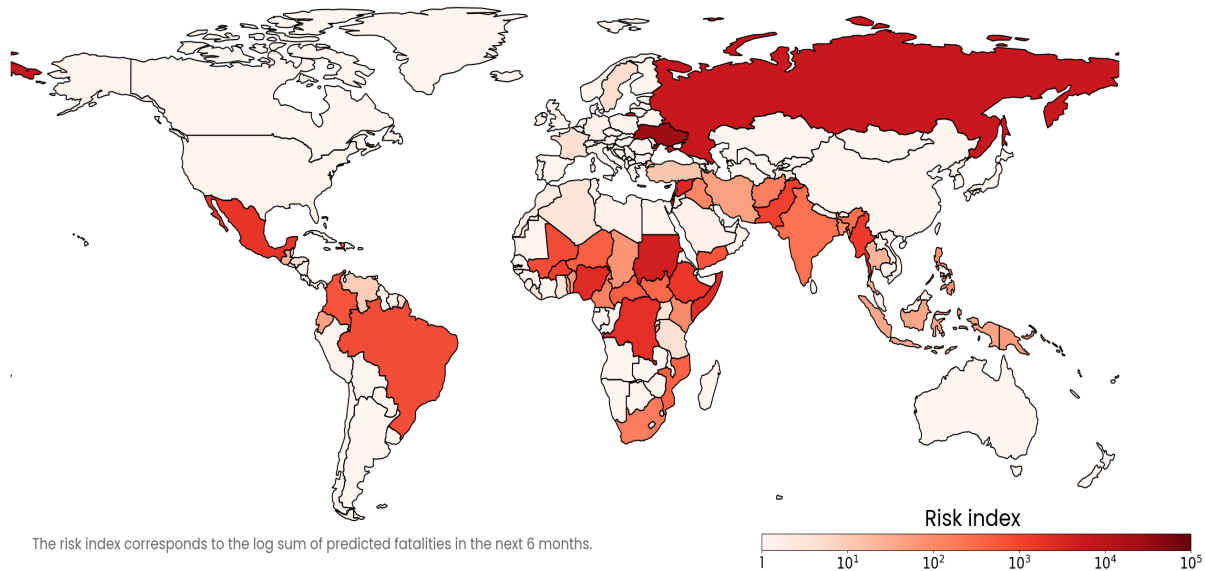 Risk index
The risk index corresponds to the log sum of predicted fatalities in the next 6 months.
1 10¹ 10² 10³ 10⁴ 10⁵